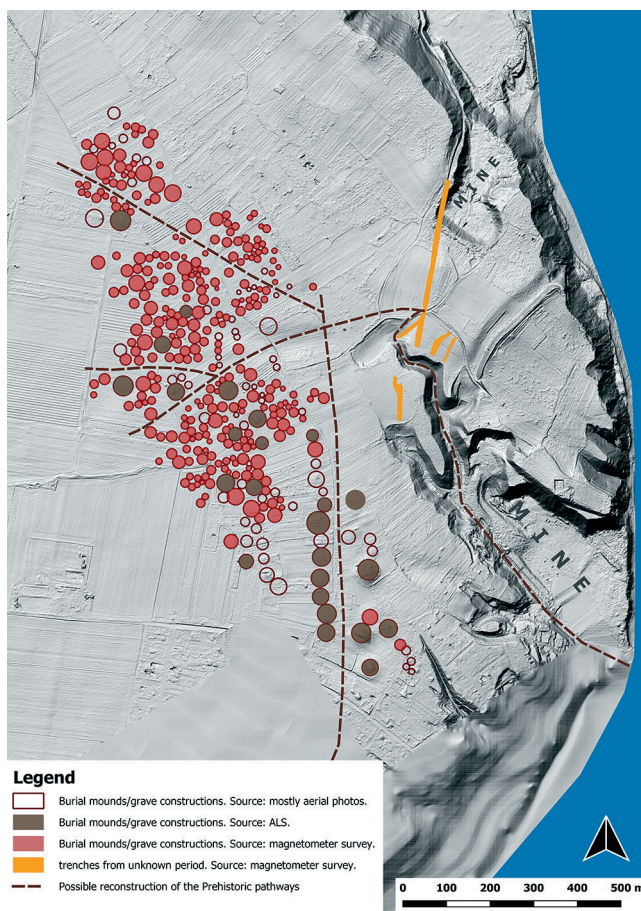 MINE
MINE
Legend
Burial mounds/grave constructions. Source: mostly aerial photos.
Burial mounds/grave constructions. Source: ALS.
Burial mounds/grave constructions. Source: magnetometer survey.
trenches from unknown period. Source: magnetometer survey.
Possible reconstruction of the Prehistoric pathways
0 100 200 300 400 500 m